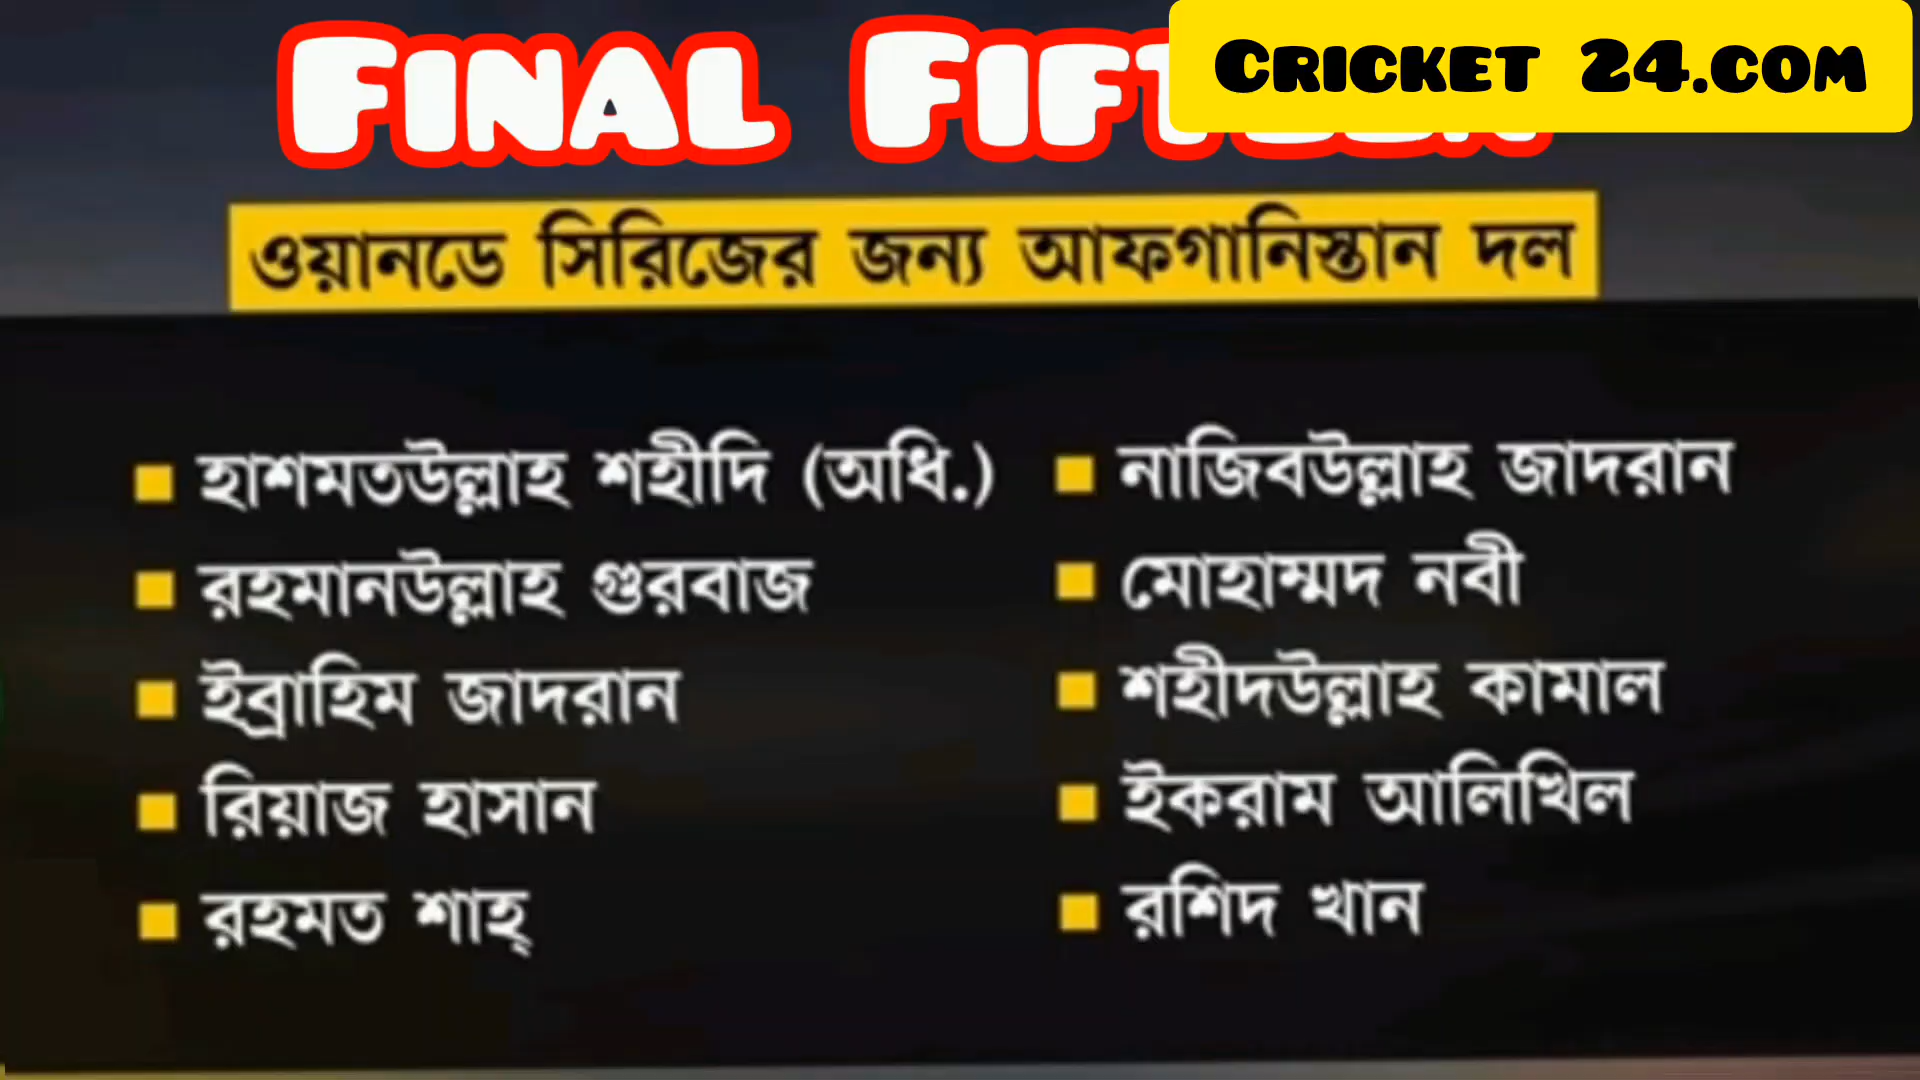 FINAL
CRICKET 24.COM
ওয়ানডে সিরিজের জন্য আফগানিস্তান দল
হাশমতউল্লাহ শহীদি (অধি.)
রহমানউল্লাহ গুরবাজ
ইব্রাহিম জাদরান
রিয়াজ হাসান
রহমত শাহ্
নাজিবউল্লাহ জাদরান
মোহাম্মদ নবী
শহীদউল্লাহ কামাল
ইকরাম আলিখিল
রশিদ খান